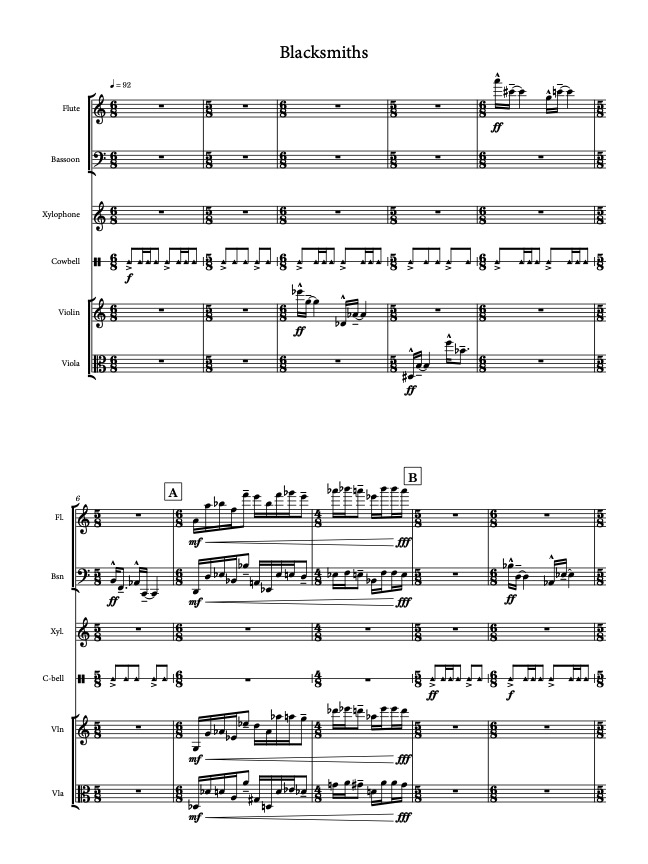 Blacksmiths
♩ = 92
Flute
ff
Bassoon
Xylophone
Cowbell
f
Violin
ff
Viola
ff
6
A
B
Fl.
mf
fff
Bsn
ff
mf
fff
ff
Xyl.
C-bell
ff
f
Vln
mf
fff
Vla
mf
fff